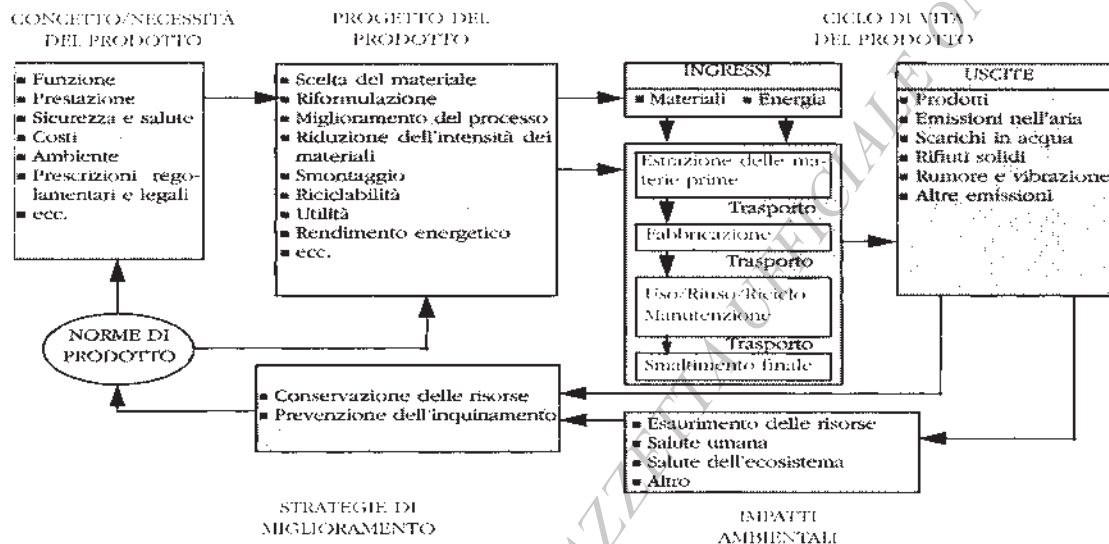 CONCETTO/NECESSITÀ
DEL PRODOTTO
▪ Funzione
▪ Prestazione
▪ Sicurezza e salute
▪ Costi
▪ Ambiente
▪ Prescrizioni rego-
lamentari e legali
▪ ecc.
PROGETTO DEL
PRODOTTO
▪ Scelta del materiale
▪ Riformulazione
▪ Miglioramento del processo
▪ Riduzione dell'intensità dei
materiali
▪ Smontaggio
▪ Riciclabilità
▪ Utilità
▪ Rendimento energetico
▪ ecc.
CICLO DI VITA
DEL PRODOTTO
INGRESSI
▪ Materiali ▪ Energia
Estrazione delle ma-
terie prime
Trasporto
Fabbricazione
Trasporto
Uso/Riuso/Riciclo
Manutenzione
Trasporto
Smaltimento finale
USCITE
▪ Prodotti
▪ Emissioni nell'aria
▪ Scarichi in acqua
▪ Rifiuti solidi
▪ Rumore e vibrazione
▪ Altre emissioni
NORME DI
PRODOTTO
▪ Conservazione delle risorse
▪ Prevenzione dell'inquinamento
STRATEGIE DI
MIGLIORAMENTO
▪ Esaurimento delle risorse
▪ Salute umana
▪ Salute dell'ecosistema
▪ Altro
IMPATTI
AMBIENTALI
AZZETTA UFFICIALE ON